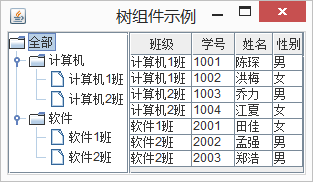 树组件示例
全部
计算机
计算机1班
计算机2班
软件
软件1班
软件2班
班级 学号 姓名 性别
计算机1班 1001 陈琛 男
计算机1班 1002 洪梅 女
计算机2班 1003 乔力 男
计算机2班 1004 江夏 女
软件1班 2001 田佳 女
软件2班 2002 孟强 男
软件2班 2003 郑浩 男